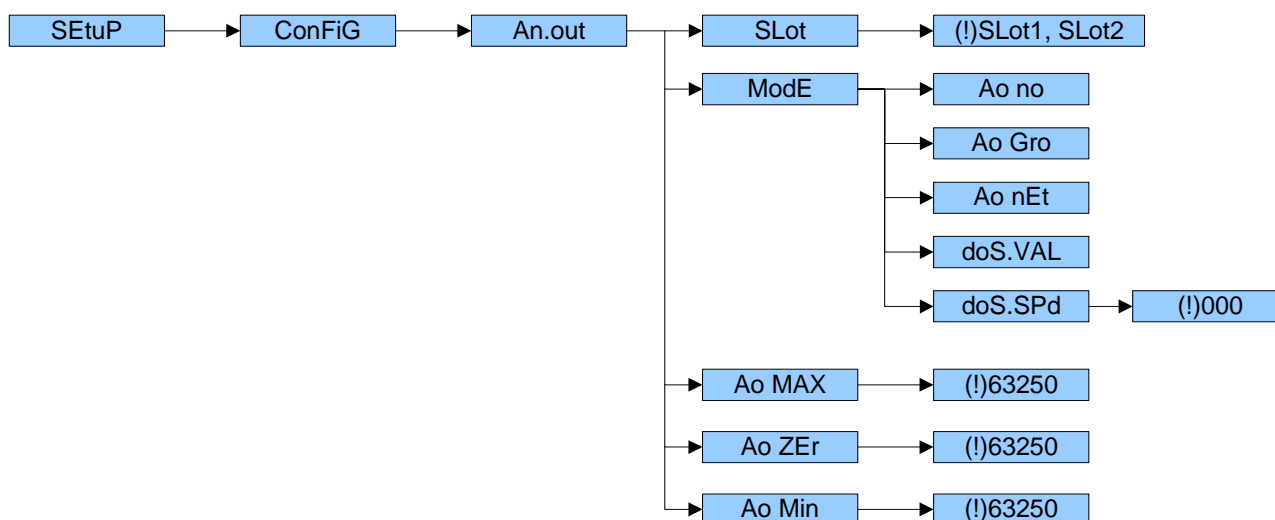 SEtuP
ConFiG
An.out
SLot
(!)SLot1, SLot2
ModE
Ao no
Ao Gro
Ao nEt
doS.VAL
doS.SPd
(!)000
Ao MAX
(!)63250
Ao ZEr
(!)63250
Ao Min
(!)63250